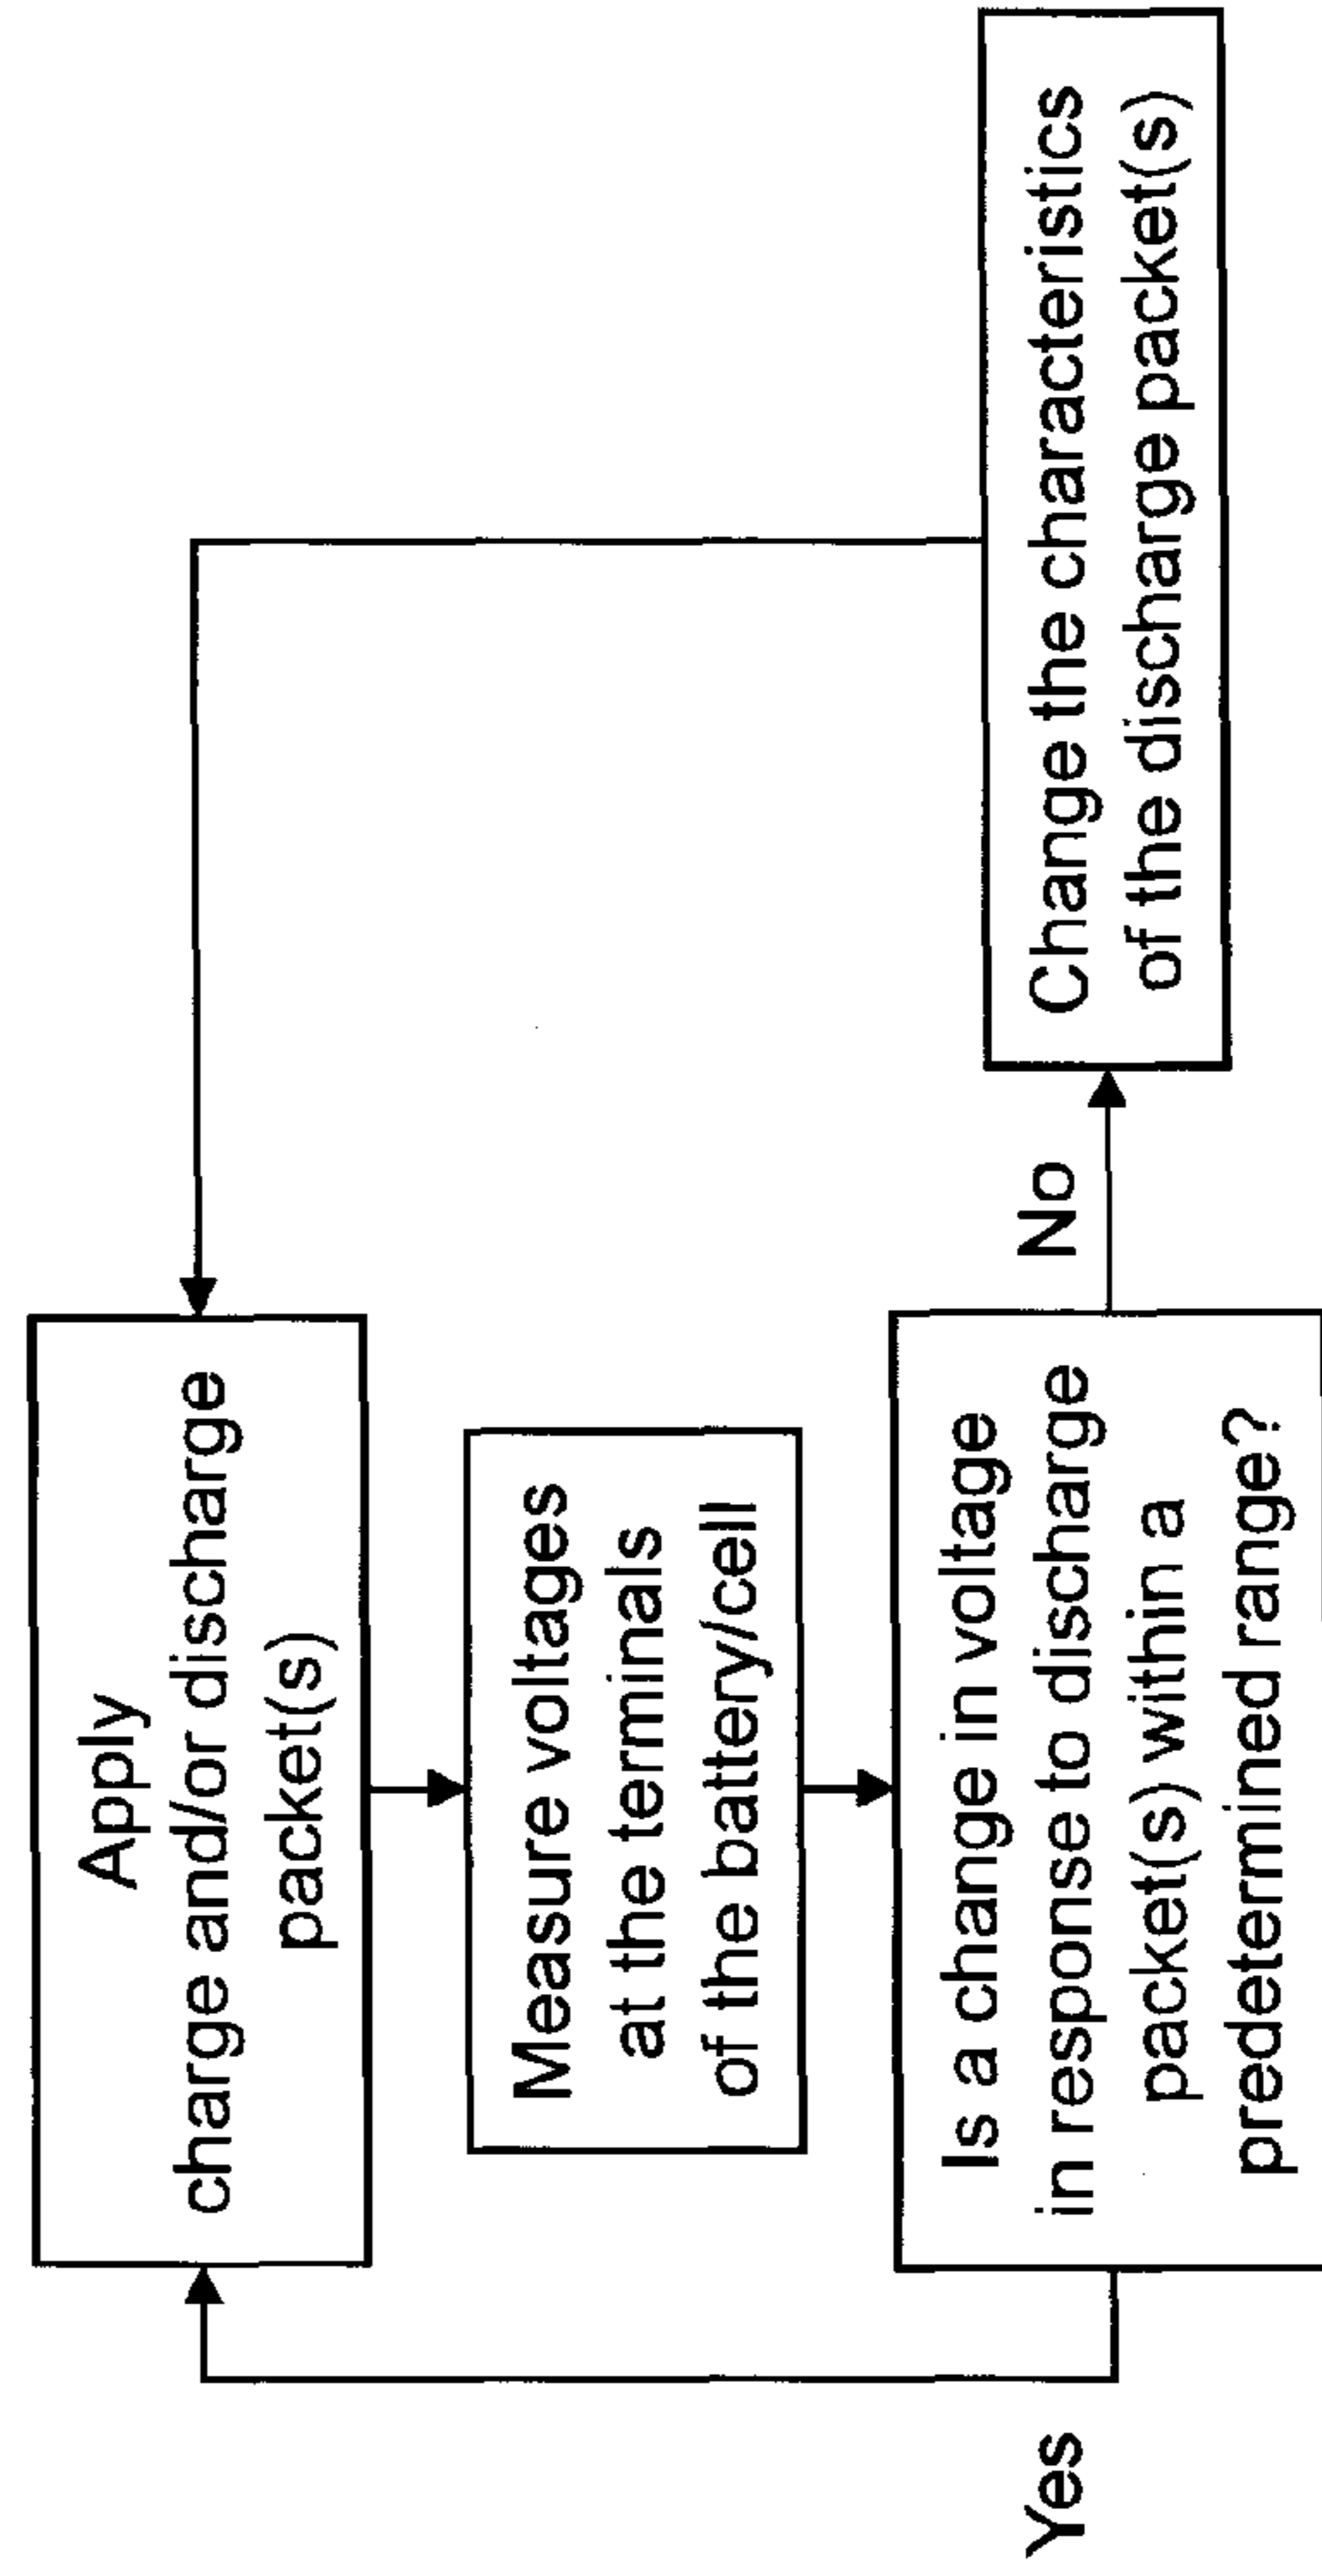 Apply
charge and/or discharge
packet(s)
Measure voltages
at the terminals
of the battery/cell
Is a change in voltage
in response to discharge
packet(s) within a
predetermined range?
Yes
No
Change the characteristics
of the discharge packet(s)